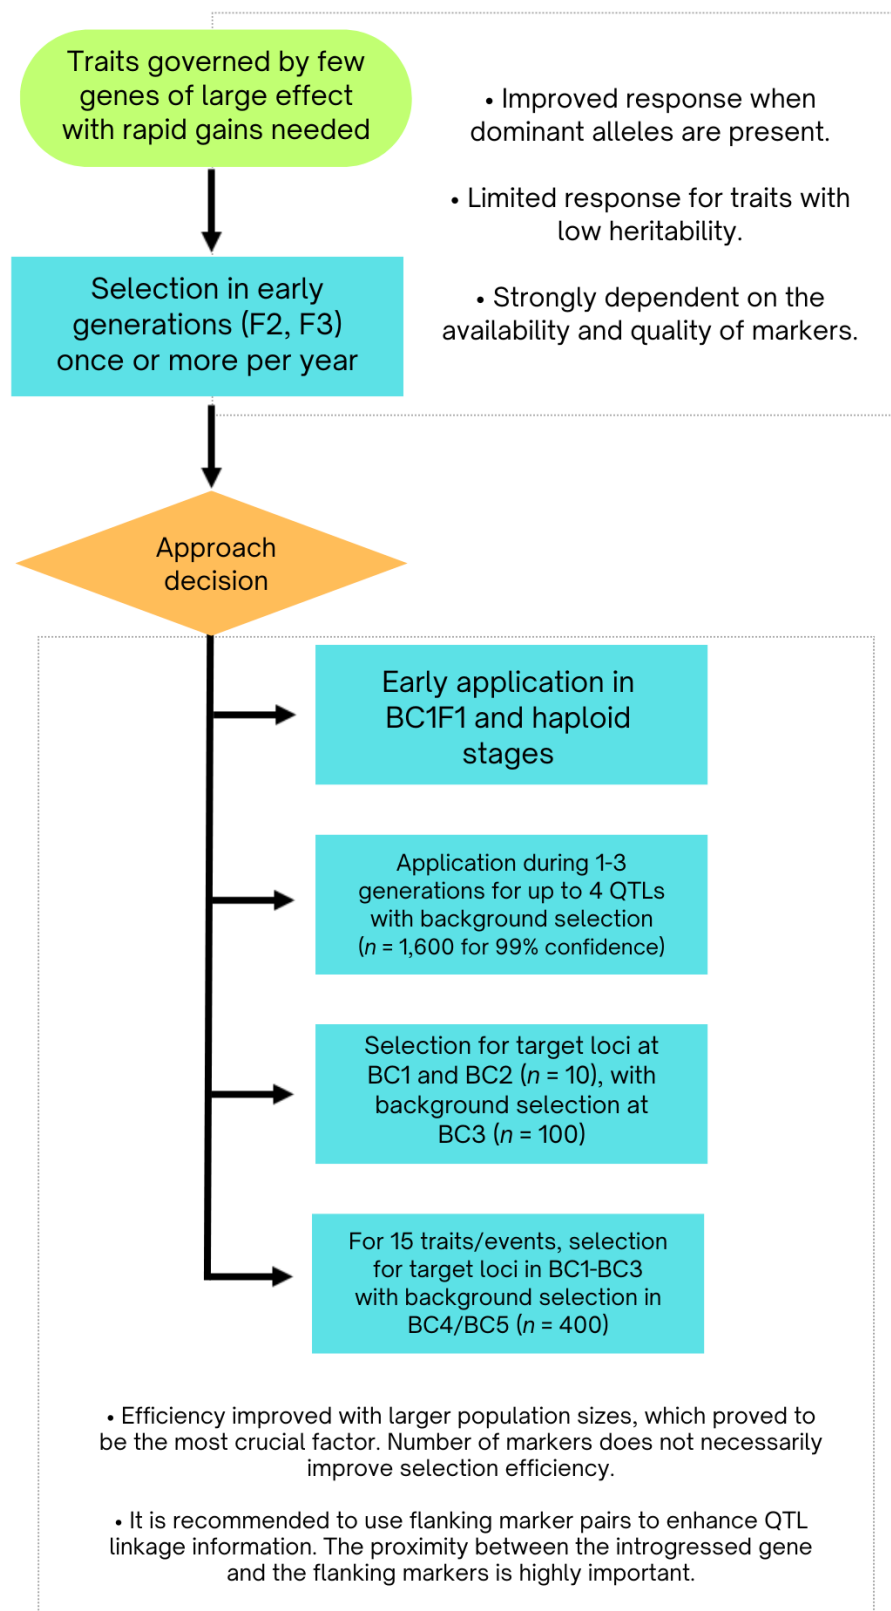 Traits governed by few
genes of large effect
with rapid gains needed
• Improved response when
dominant alleles are present.
• Limited response for traits with
low heritability.
• Strongly dependent on the
availability and quality of markers.
Selection in early
generations (F2, F3)
once or more per year
Approach
decision
Early application in
BC1F1 and haploid
stages
Application during 1-3
generations for up to 4 QTLs
with background selection
(n = 1,600 for 99% confidence)
Selection for target loci at
BC1 and BC2 (n = 10), with
background selection at
BC3 (n = 100)
For 15 traits/events, selection
for target loci in BC1-BC3
with background selection in
BC4/BC5 (n = 400)
• Efficiency improved with larger population sizes, which proved to
be the most crucial factor. Number of markers does not necessarily
improve selection efficiency.
• It is recommended to use flanking marker pairs to enhance QTL
linkage information. The proximity between the introgressed gene
and the flanking markers is highly important.